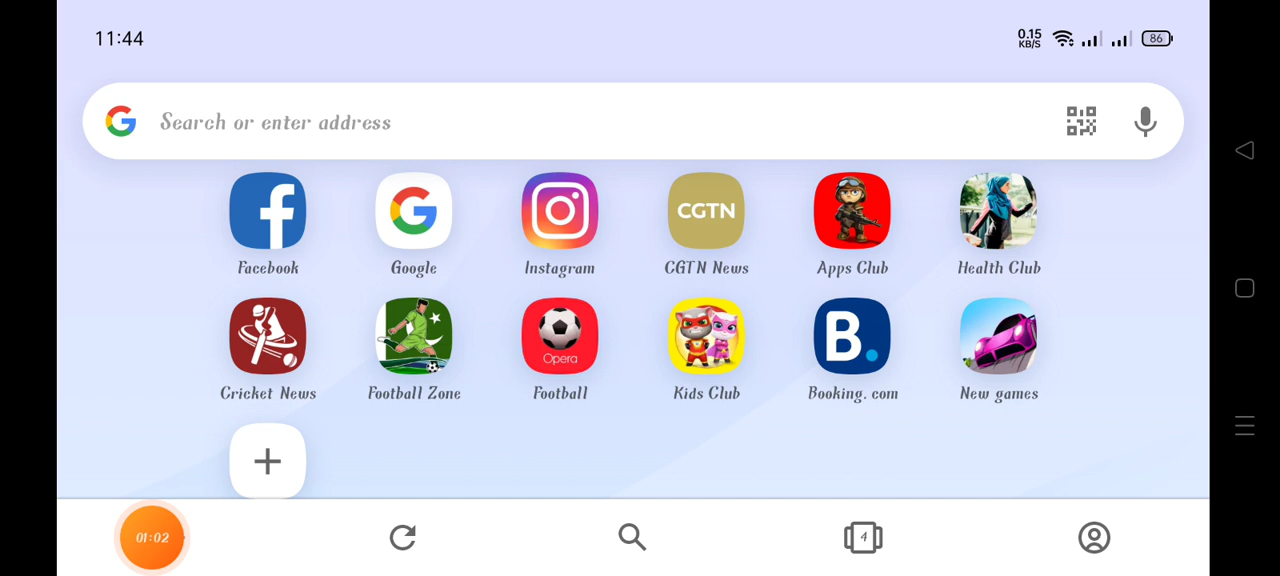 11:44
0.15
KB/S
86
Search or enter address
CGTN
Facebook
Google
Instagram
CGTN News
Apps Club
Health Club
Opera
B.
Cricket News
Football Zone
Football
Kids Club
Booking. com
New games
01:02
4